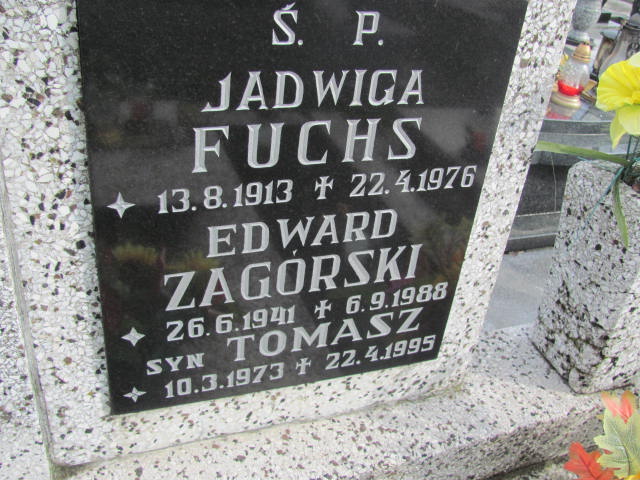 Ś. P.
JADWIGA
FUCHS
13.8.1913 ✝ 22.4.1976
EDWARD
ZAGÓRSKI
26.6.1941 ✝ 6.9.1988
SYN TOMASZ
10.3.1973 ✝ 22.4.1995